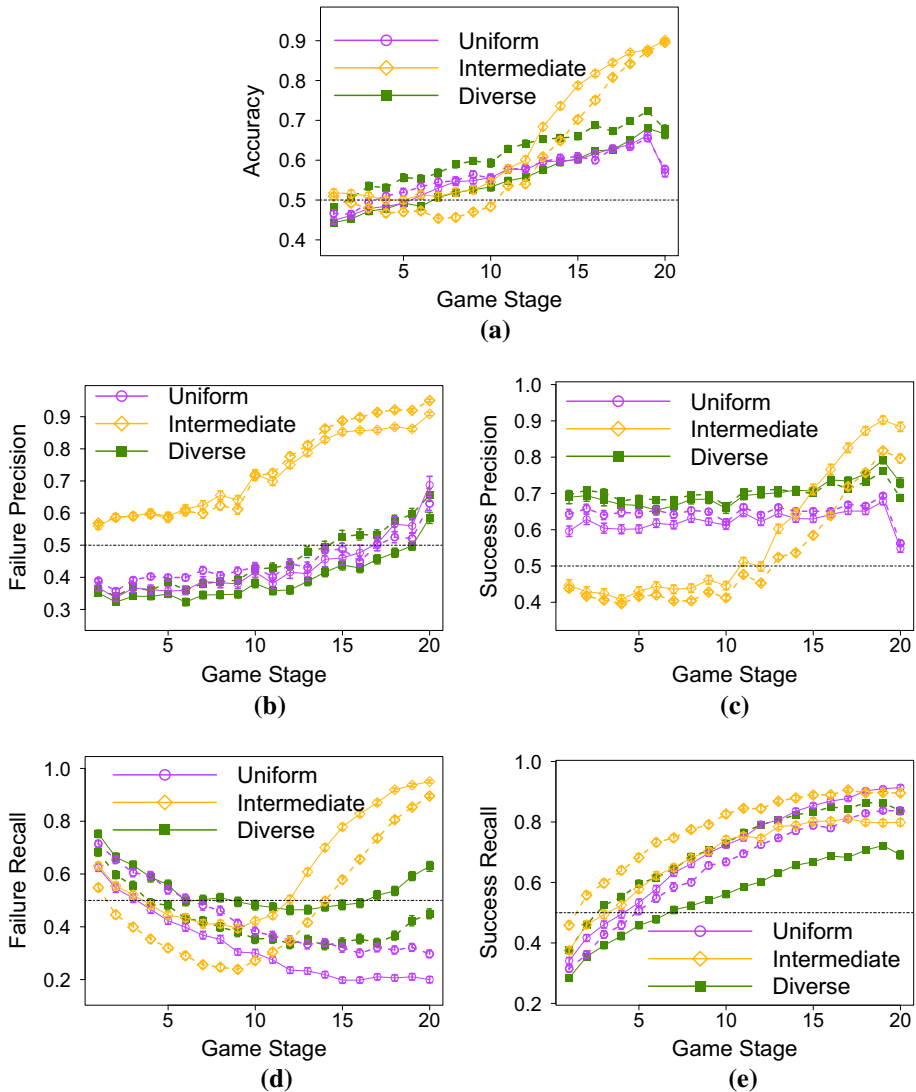 0.9
0.8
0.7
0.6
0.5
0.4
Accuracy
Uniform
Intermediate
Diverse
5 10 15 20
Game Stage
(a)
0.9
0.8
0.7
0.6
0.5
0.4
0.3
Failure Precision
Uniform
Intermediate
Diverse
5 10 15 20
Game Stage
(b)
1.0
0.9
0.8
0.7
0.6
0.5
0.4
Success Precision
Uniform
Intermediate
Diverse
5 10 15 20
Game Stage
(c)
1.0
0.8
0.6
0.4
0.2
Failure Recall
Uniform
Intermediate
Diverse
5 10 15 20
Game Stage
(d)
1.0
0.8
0.6
0.4
0.2
Success Recall
Uniform
Intermediate
Diverse
5 10 15 20
Game Stage
(e)